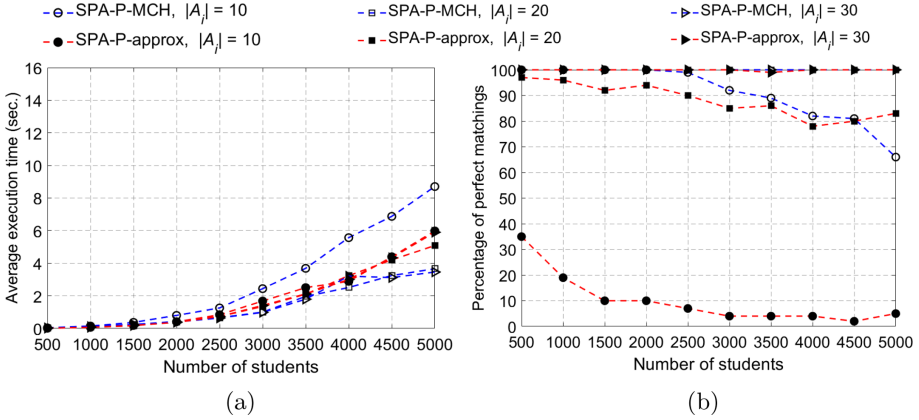 SPA-P-MCH, |A_i| = 10
SPA-P-MCH, |A_i| = 20
SPA-P-MCH, |A_i| = 30
SPA-P-approx, |A_i| = 10
SPA-P-approx, |A_i| = 20
SPA-P-approx, |A_i| = 30
Average execution time (sec.)
16
14
12
10
8
6
4
2
0
500 1000 1500 2000 2500 3000 3500 4000 4500 5000
Number of students
(a)
Percentage of perfect matchings
100
90
80
70
60
50
40
30
20
10
0
500 1000 1500 2000 2500 3000 3500 4000 4500 5000
Number of students
(b)